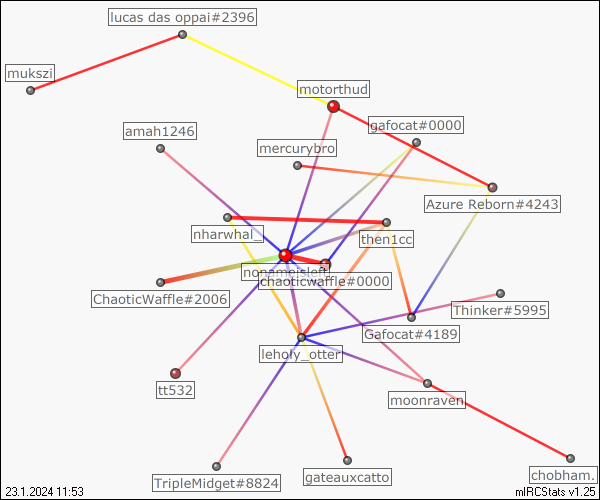 lucas das oppai#2396
mukszi
motorthud
gafocat#0000
amah1246
mercurybro
Azure Reborn#4243
nharwhal_
then1cc
nonameisleft
chaoticwaffle#0000
ChaoticWaffle#2006
Thinker#5995
Gafocat#4189
leholy_otter
tt532
moonraven
TripleMidget#8824
gateauxcatto
chobham.
23.1.2024 11:53
mIRCStats v1.25